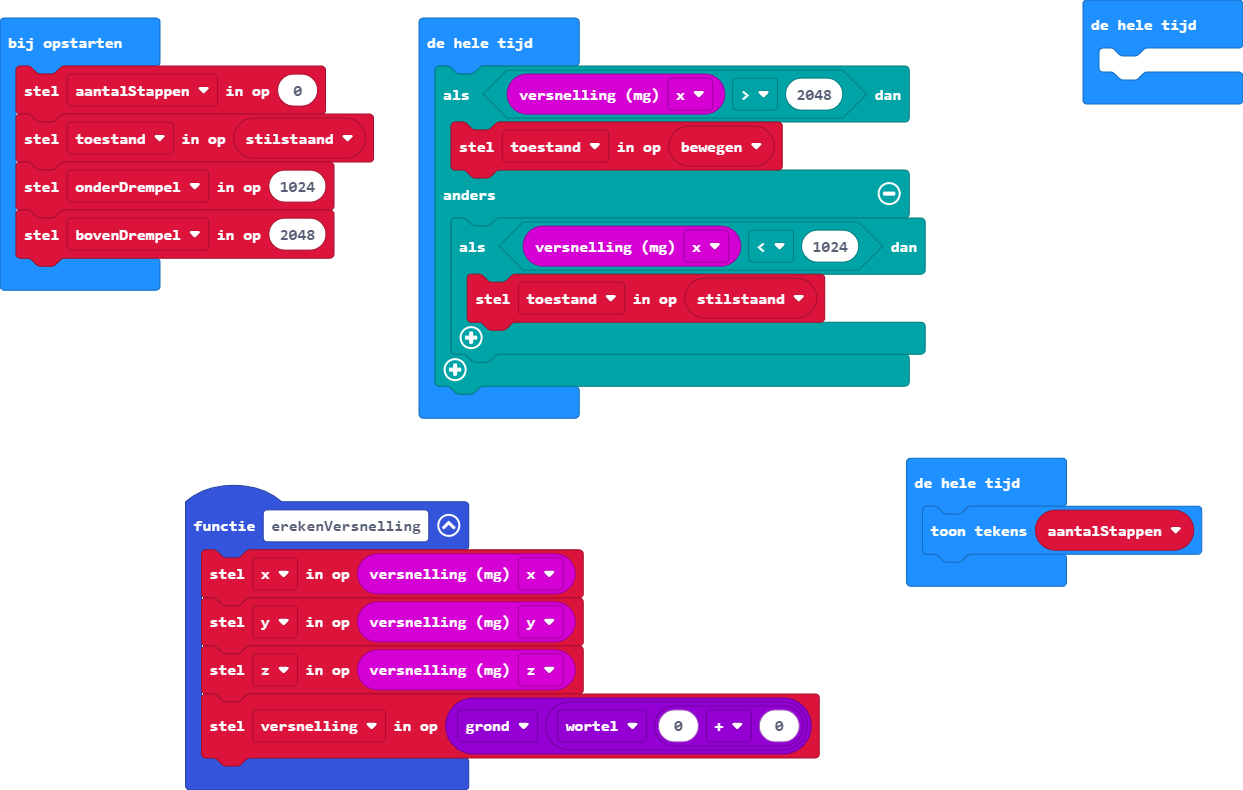 bij opstarten
stel aantalStappen in op 0
stel toestand in op stilstaand
stel onderDrempel in op 1024
stel bovenDrempel in op 2048
de hele tijd
als versnelling (mg) x > 2048 dan
stel toestand in op bewegen
anders
als versnelling (mg) x < 1024 dan
stel toestand in op stilstaand
de hele tijd
functie erekenVersnelling
stel x in op versnelling (mg) x
stel y in op versnelling (mg) y
stel z in op versnelling (mg) z
stel versnelling in op grond wortel 0 + 0
de hele tijd
toon tekens aantalStappen